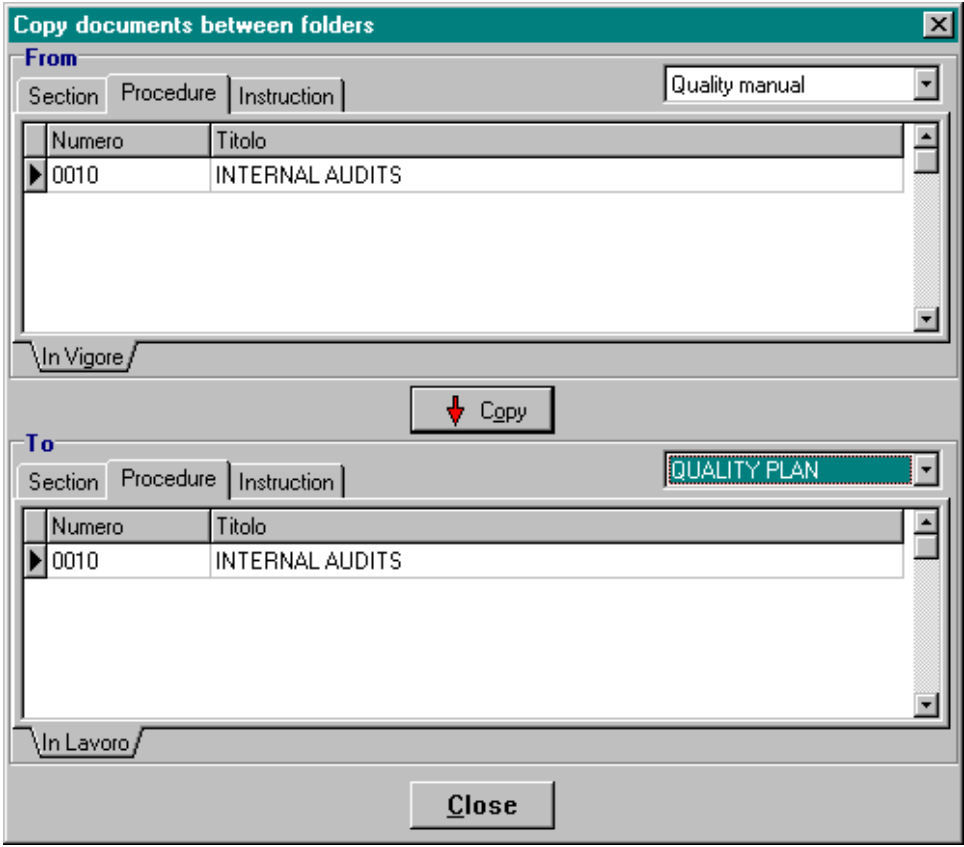 Copy documents between folders
From
Section Procedure Instruction Quality manual
Numero Titolo
0010 INTERNAL AUDITS
In Vigore
Copy
To
Section Procedure Instruction QUALITY PLAN
Numero Titolo
0010 INTERNAL AUDITS
In Lavoro
Close